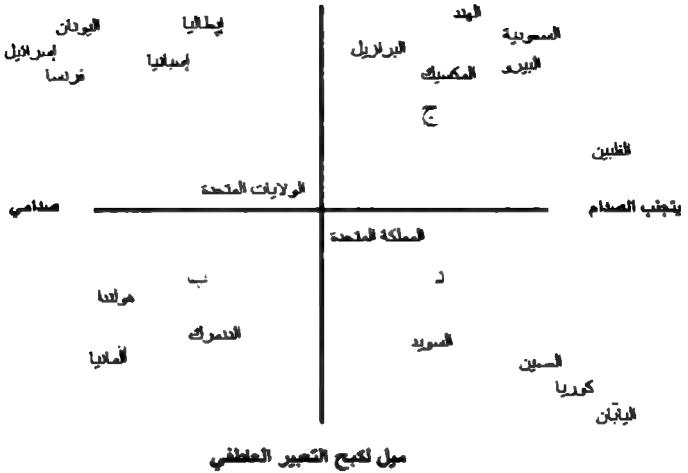 الهند
اليونان
إيطاليا
السعودية
إسرائيل
إسبانيا
البرازيل
البيرو
فرنسا
المكسيك
ج
الفلبين
الولايات المتحدة
يتجنب الصدام
صدامي
المملكة المتحدة
ب
د
هولندا
الدنمرك
السويد
ألمانيا
الصين
كوريا
اليابان
ميل لكبح التعبير العاطفي